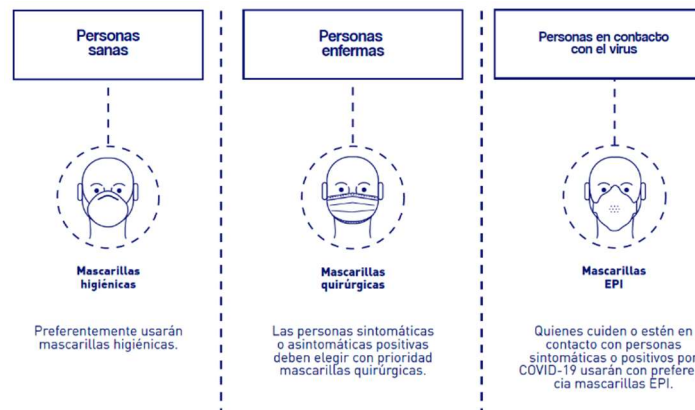 Personas
sanas
Mascarillas
higiénicas
Preferentemente usarán
mascarillas higiénicas.
Personas
enfermas
Mascarillas
quirúrgicas
Las personas sintomáticas
o asintomáticas positivas
deben elegir con prioridad
mascarillas quirúrgicas.
Personas en contacto
con el virus
Mascarillas
EPI
Quienes cuiden o estén en
contacto con personas
sintomáticas o positivos por
COVID-19 usarán con preferen-
cia mascarillas EPI.